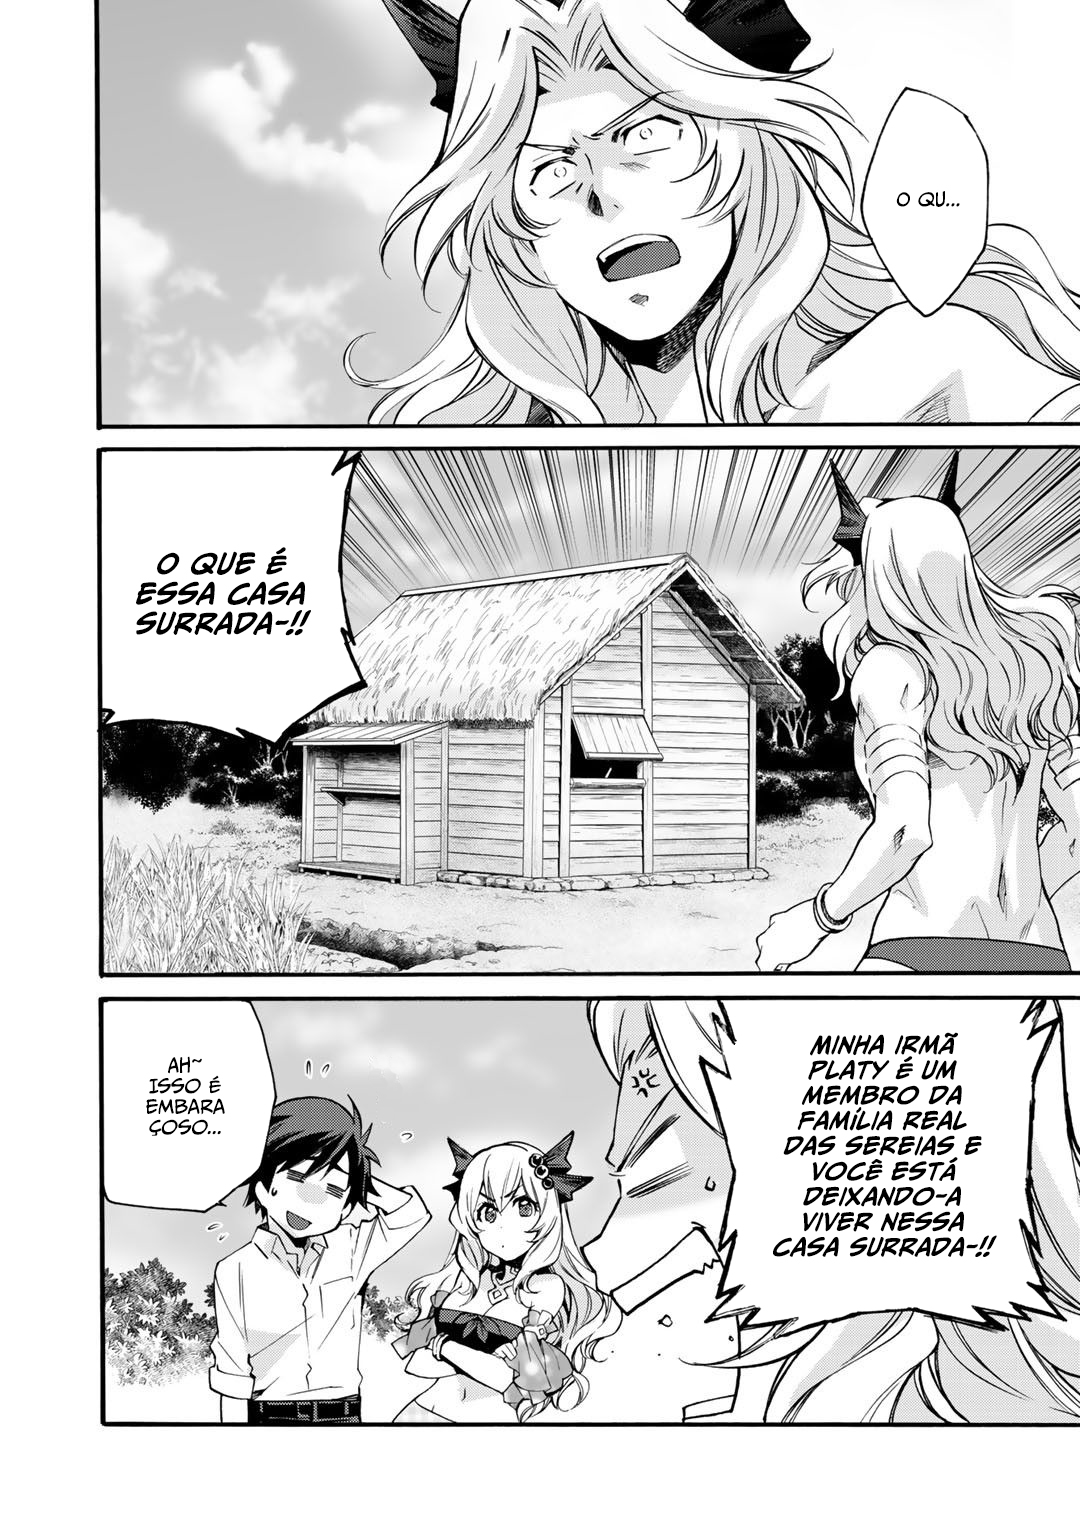 O QU...
O QUE É
ESSA CASA
SURRADA-!!
MINHA IRMÃ
PLATY É UM
MEMBRO DA
FAMÍLIA REAL
DAS SEREIAS E
VOCÊ ESTÁ
DEIXANDO-A
VIVER NESSA
CASA SURRADA-!!
AH~
ISSO É
EMBARA
ÇOSO...